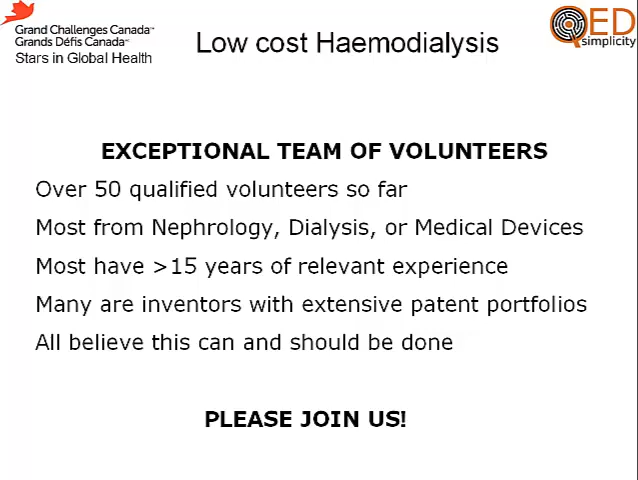 Grand Challenges Canada™
Grands Défis Canada™
Stars in Global Health
Low cost Haemodialysis
QED
simplicity
EXCEPTIONAL TEAM OF VOLUNTEERS
Over 50 qualified volunteers so far
Most from Nephrology, Dialysis, or Medical Devices
Most have >15 years of relevant experience
Many are inventors with extensive patent portfolios
All believe this can and should be done
PLEASE JOIN US!